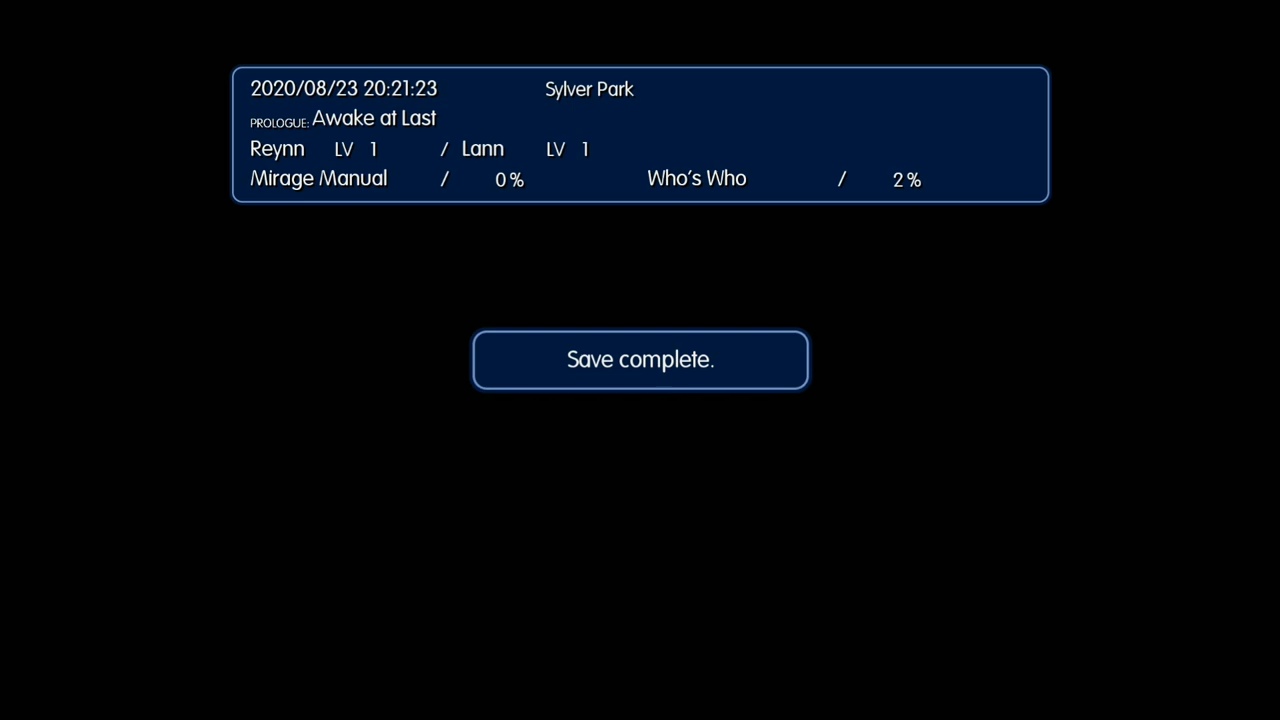 2020/08/23 20:21:23 Sylver Park
PROLOGUE: Awake at Last
Reynn LV 1 / Lann LV 1
Mirage Manual / 0% Who's Who / 2%
Save complete.